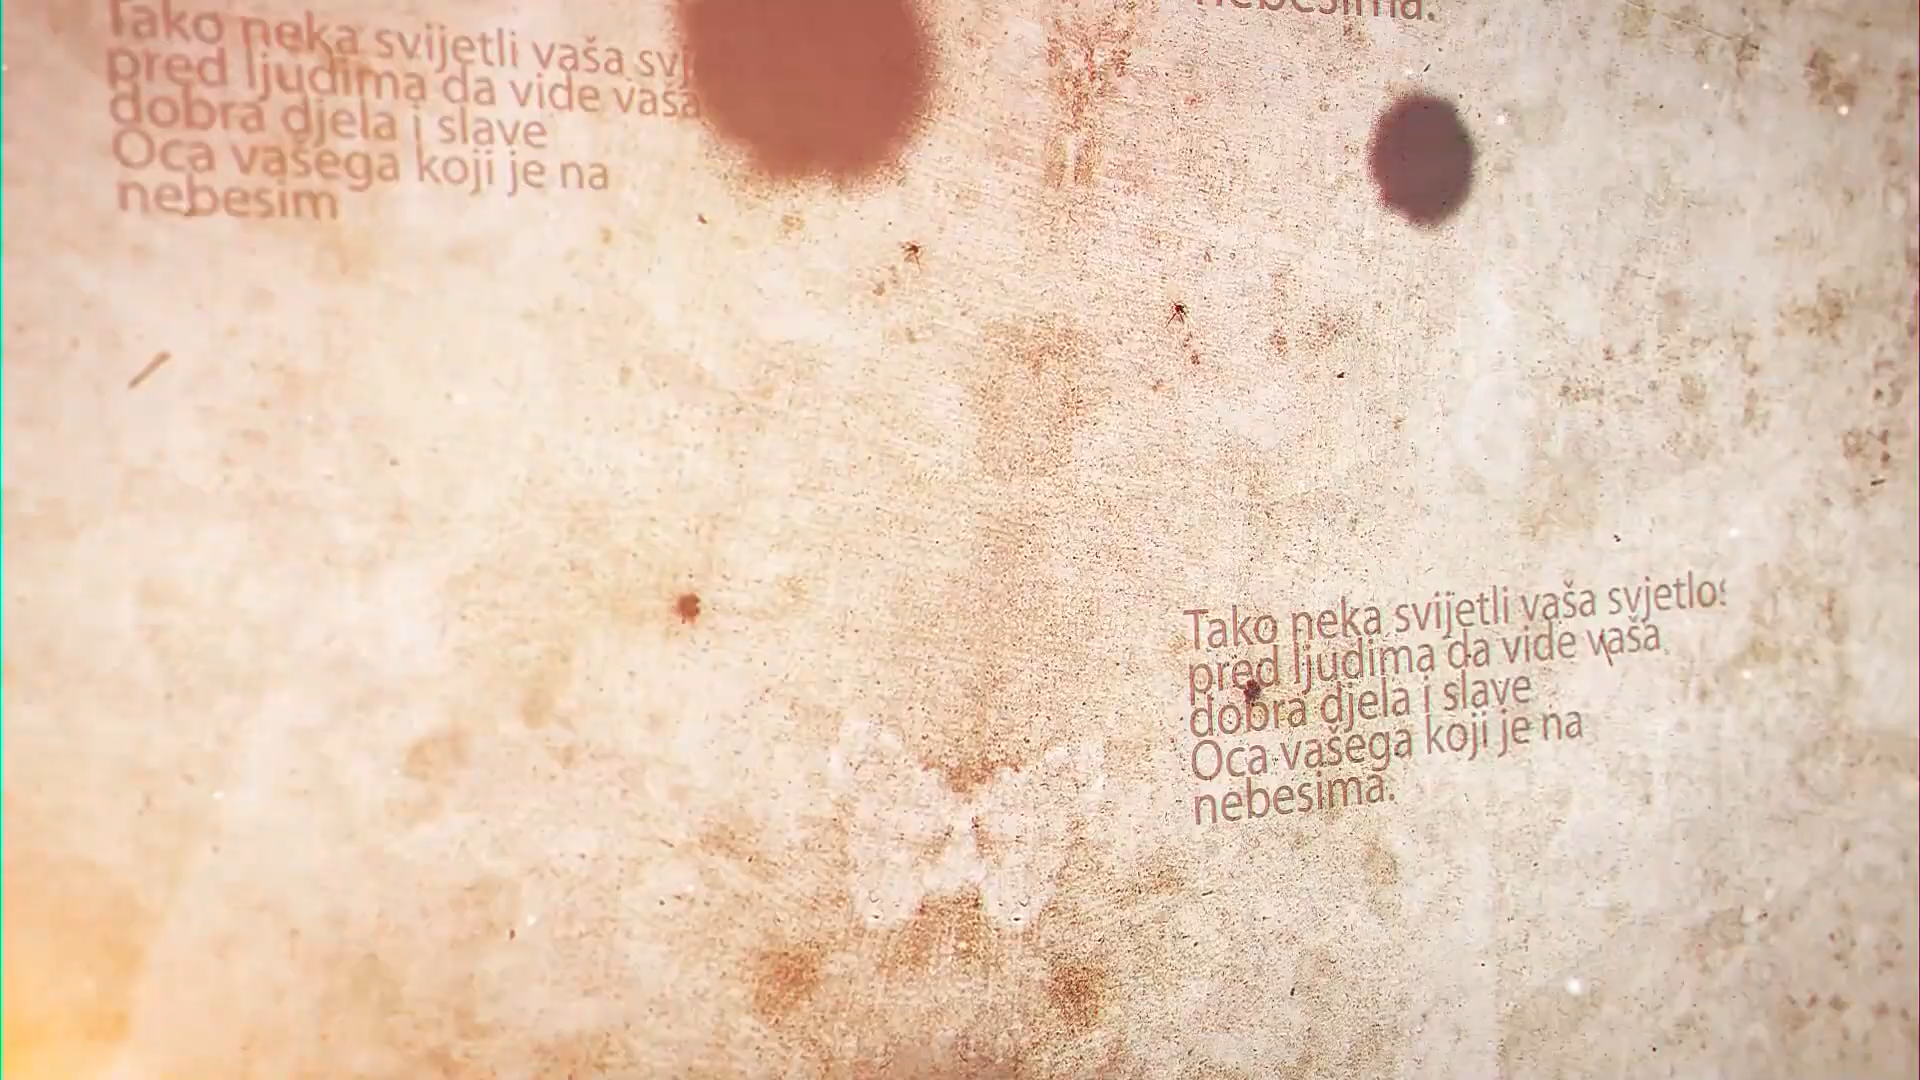 Tako neka svijetli vaša svj
pred ljudima da vide vaša
dobra djela i slave
Oca vašega koji je na
nebesim
nebesima.
Tako neka svijetli vaša svjetlos
pred ljudima da vide vaša
dobra djela i slave
Oca vašega koji je na
nebesima.